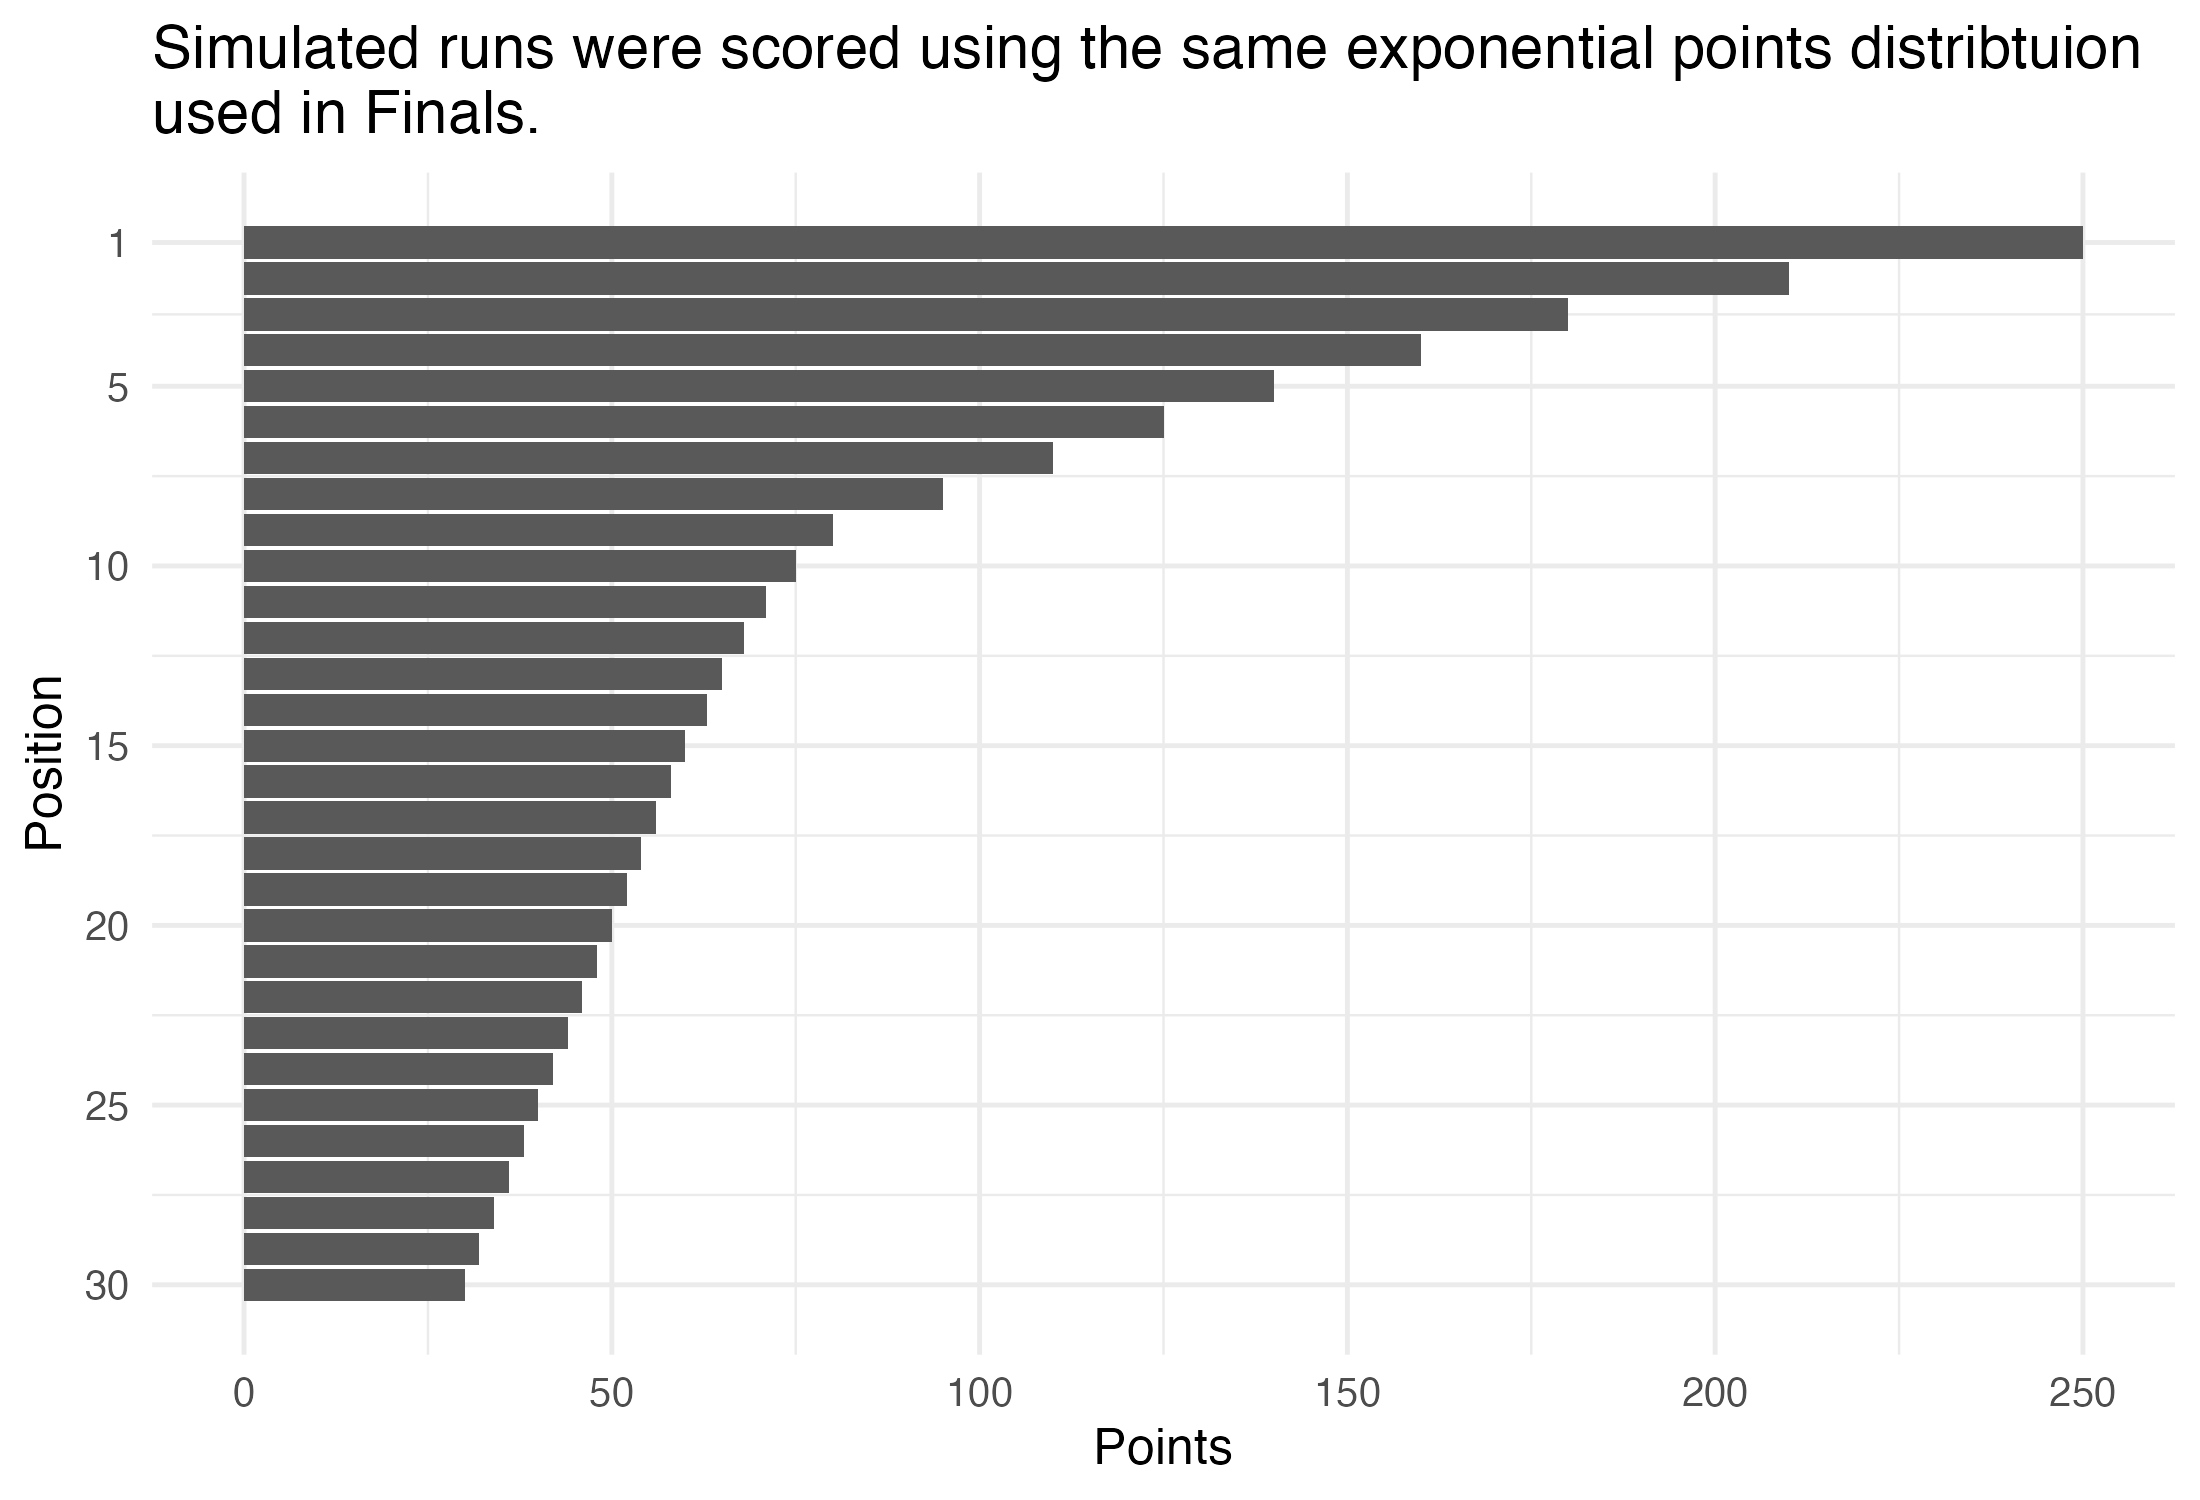 Simulated runs were scored using the same exponential points distribtuion
used in Finals.
1
5
10
15
20
25
30
Position
0 50 100 150 200 250
Points